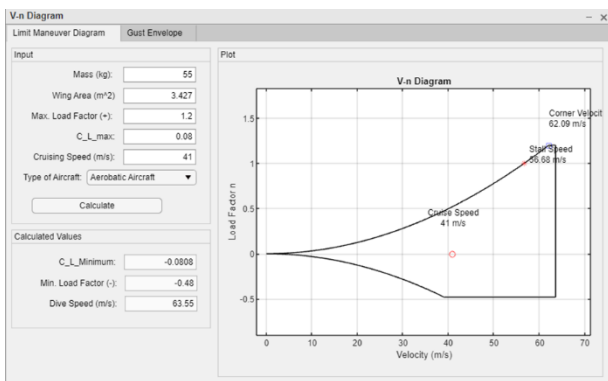 V-n Diagram
Limit Maneuver Diagram Gust Envelope
Input
Mass (kg): 55
Wing Area (m^2) 3.427
Max. Load Factor (+): 1.2
C_L_max: 0.08
Cruising Speed (m/s): 41
Type of Aircraft: Aerobatic Aircraft
Calculate
Calculated Values
C_L_Minimum: -0.0808
Min. Load Factor (-): -0.48
Dive Speed (m/s): 63.55
Plot
V-n Diagram
Corner Velocit
62.09 m/s
Stall Speed
56.68 m/s
Cruise Speed
41 m/s
Load Factor n
1.5
1
0.5
0
-0.5
0 10 20 30 40 50 60 70
Velocity (m/s)